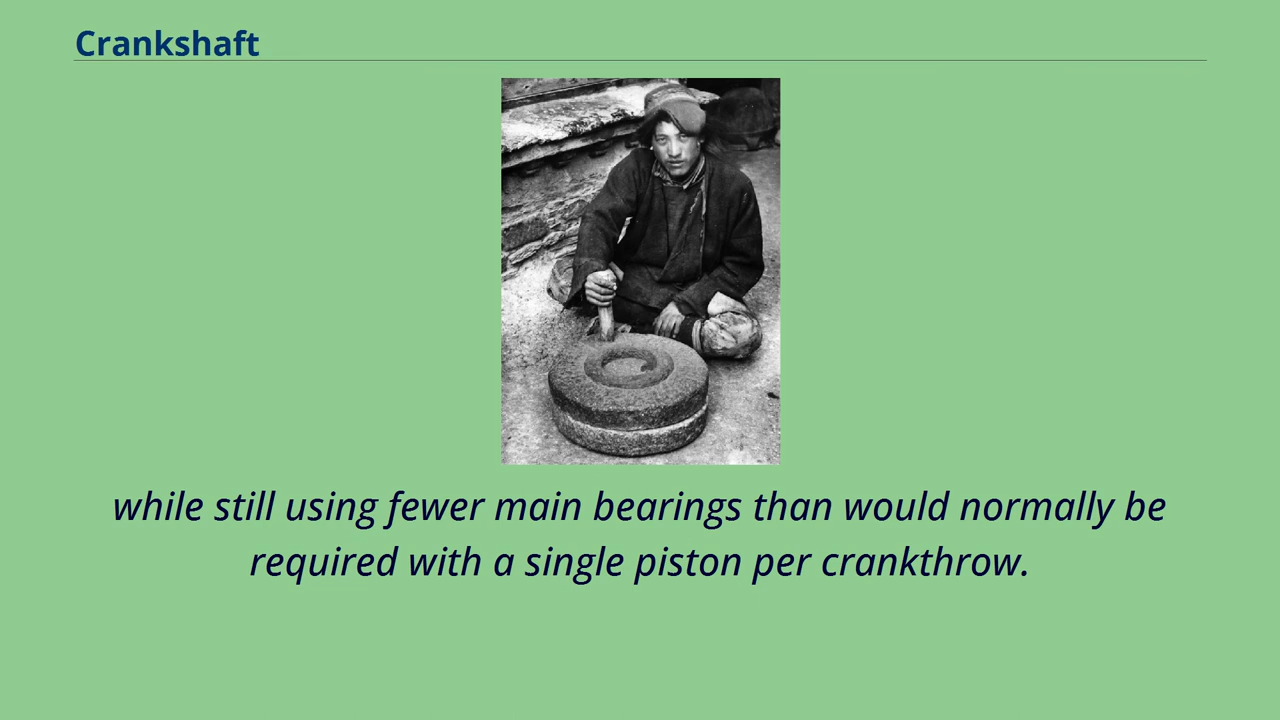 Crankshaft
while still using fewer main bearings than would normally be
required with a single piston per crankthrow.